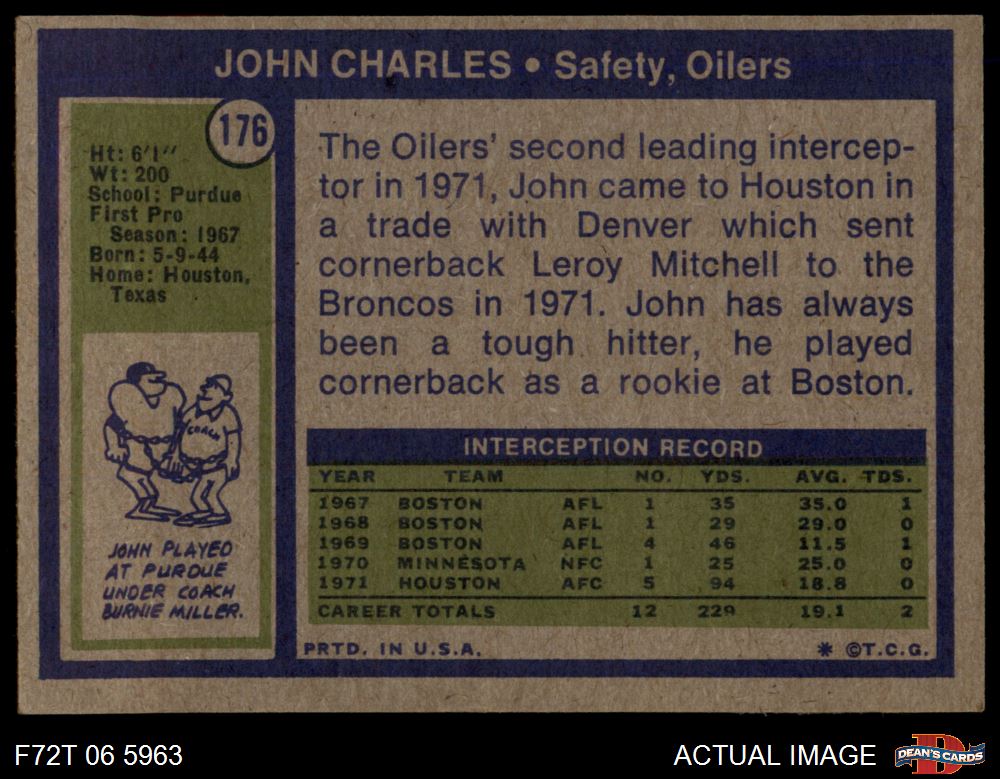 JOHN CHARLES • Safety, Oilers
176
Ht: 6'1"
Wt: 200
School: Purdue
First Pro
Season: 1967
Born: 5-9-44
Home: Houston,
Texas
COACH
JOHN PLAYED
AT PURDUE
UNDER COACH
BURNIE MILLER.
The Oilers' second leading intercep-
tor in 1971, John came to Houston in
a trade with Denver which sent
cornerback Leroy Mitchell to the
Broncos in 1971. John has always
been a tough hitter, he played
cornerback as a rookie at Boston.
INTERCEPTION RECORD
YEAR TEAM NO. YDS. AVG. TDS.
1967 BOSTON AFL 1 35 35.0 1
1968 BOSTON AFL 1 29 29.0 0
1969 BOSTON AFL 4 46 11.5 1
1970 MINNESOTA NFC 1 25 25.0 0
1971 HOUSTON AFC 5 94 18.8 0
CAREER TOTALS 12 229 19.1 2
PRTD. IN U.S.A. * ©T.C.G.
F72T 06 5963
ACTUAL IMAGE
D
DEAN'S CARDS